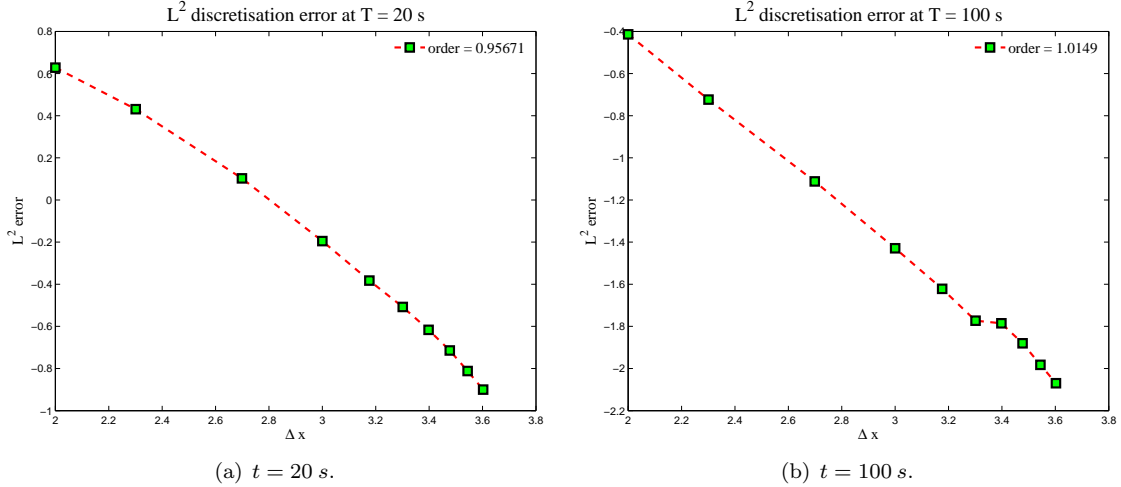 L² discretisation error at T = 20 s
order = 0.95671
0.8
0.6
0.4
0.2
0
−0.2
−0.4
−0.6
−0.8
−1
L² error
2 2.2 2.4 2.6 2.8 3 3.2 3.4 3.6 3.8
Δ x
(a) t = 20 s.
L² discretisation error at T = 100 s
order = 1.0149
−0.4
−0.6
−0.8
−1
−1.2
−1.4
−1.6
−1.8
−2
−2.2
L² error
2 2.2 2.4 2.6 2.8 3 3.2 3.4 3.6 3.8
Δ x
(b) t = 100 s.